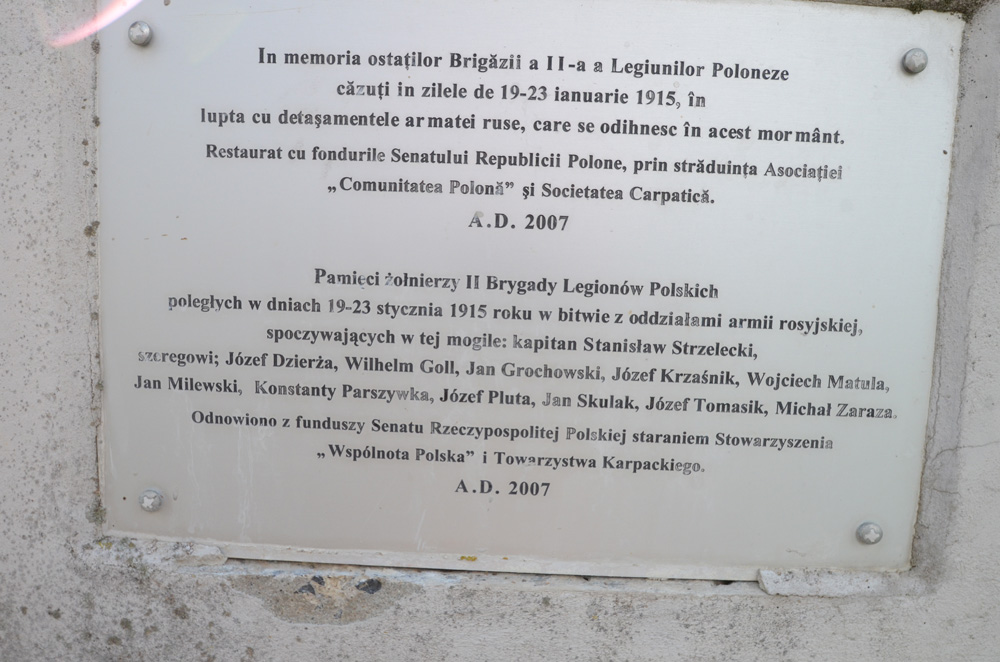 In memoria ostaților Brigăzii a II-a a Legiunilor Poloneze
căzuți in zilele de 19-23 ianuarie 1915, în
lupta cu detașamentele armatei ruse, care se odihnesc în acest mormânt.
Restaurat cu fondurile Senatului Republicii Polone, prin străduința Asociației
„Comunitatea Polonă” și Societatea Carpatică.
A.D. 2007
Pamięci żołnierzy II Brygady Legionów Polskich
poległych w dniach 19-23 stycznia 1915 roku w bitwie z oddziałami armii rosyjskiej,
spoczywających w tej mogile: kapitan Stanisław Strzelecki,
szeregowi; Józef Dzierża, Wilhelm Goll, Jan Grochowski, Józef Krzaśnik, Wojciech Matula,
Jan Milewski, Konstanty Parszywka, Józef Pluta, Jan Skulak, Józef Tomasik, Michał Zaraza.
Odnowiono z funduszy Senatu Rzeczypospolitej Polskiej staraniem Stowarzyszenia
„Wspólnota Polska” i Towarzystwa Karpackiego.
A.D. 2007